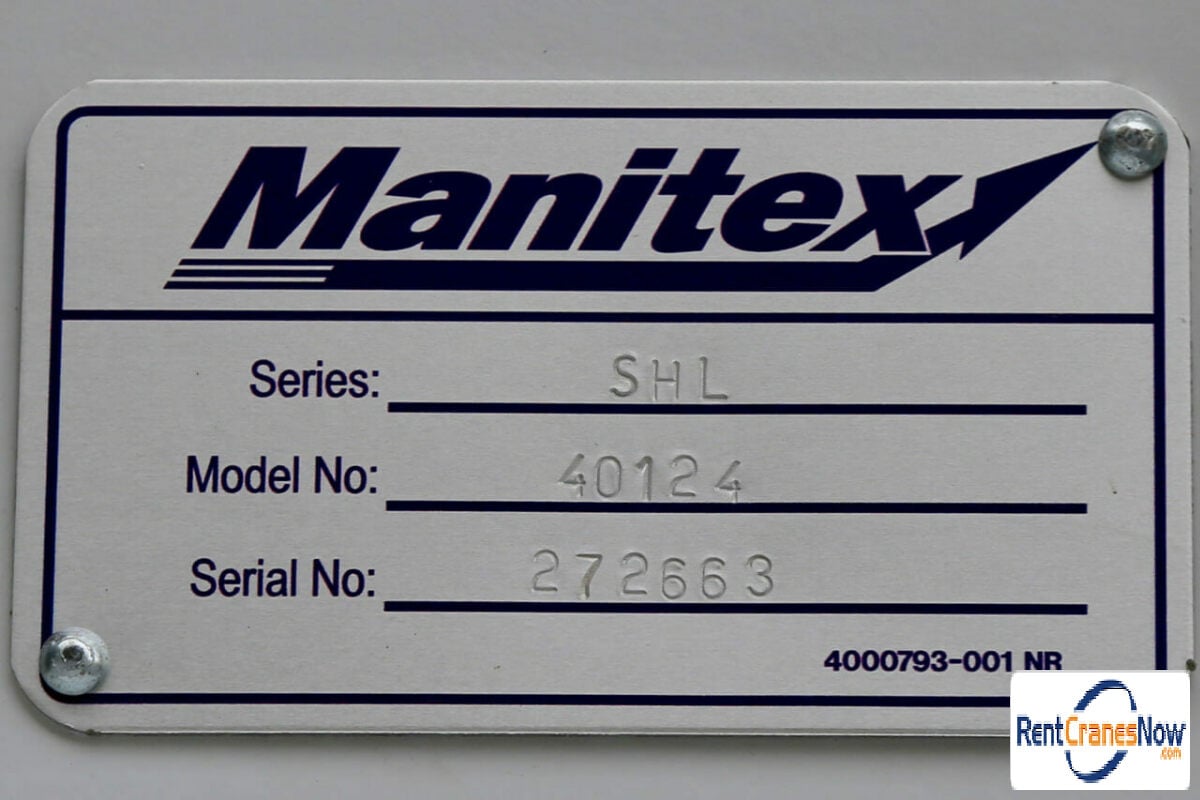 Manitex
Series: SHL
Model No: 40124
Serial No: 272663
4000793-001 NR
RentCranesNow
.com